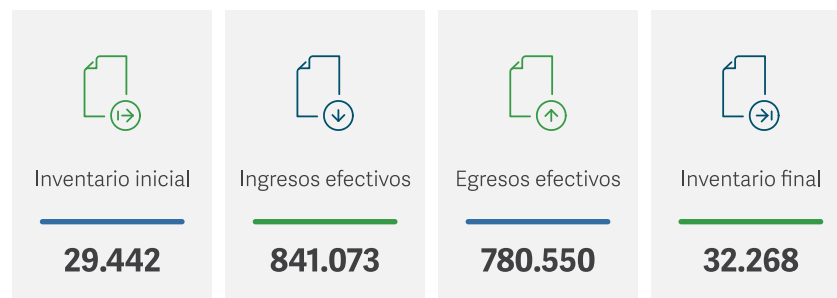 Inventario inicial
29.442
Ingresos efectivos
841.073
Egresos efectivos
780.550
Inventario final
32.268